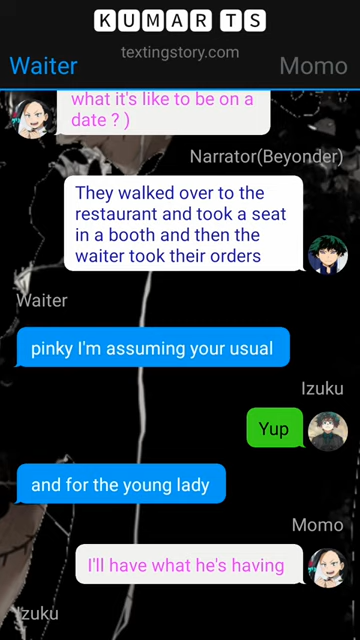 KUMAR TS
textingstory.com
Waiter
Momo
what it's like to be on a
date ? )
Narrator(Beyonder)
They walked over to the
restaurant and took a seat
in a booth and then the
waiter took their orders
Waiter
pinky I'm assuming your usual
Izuku
Yup
and for the young lady
Momo
I'll have what he's having
Izuku